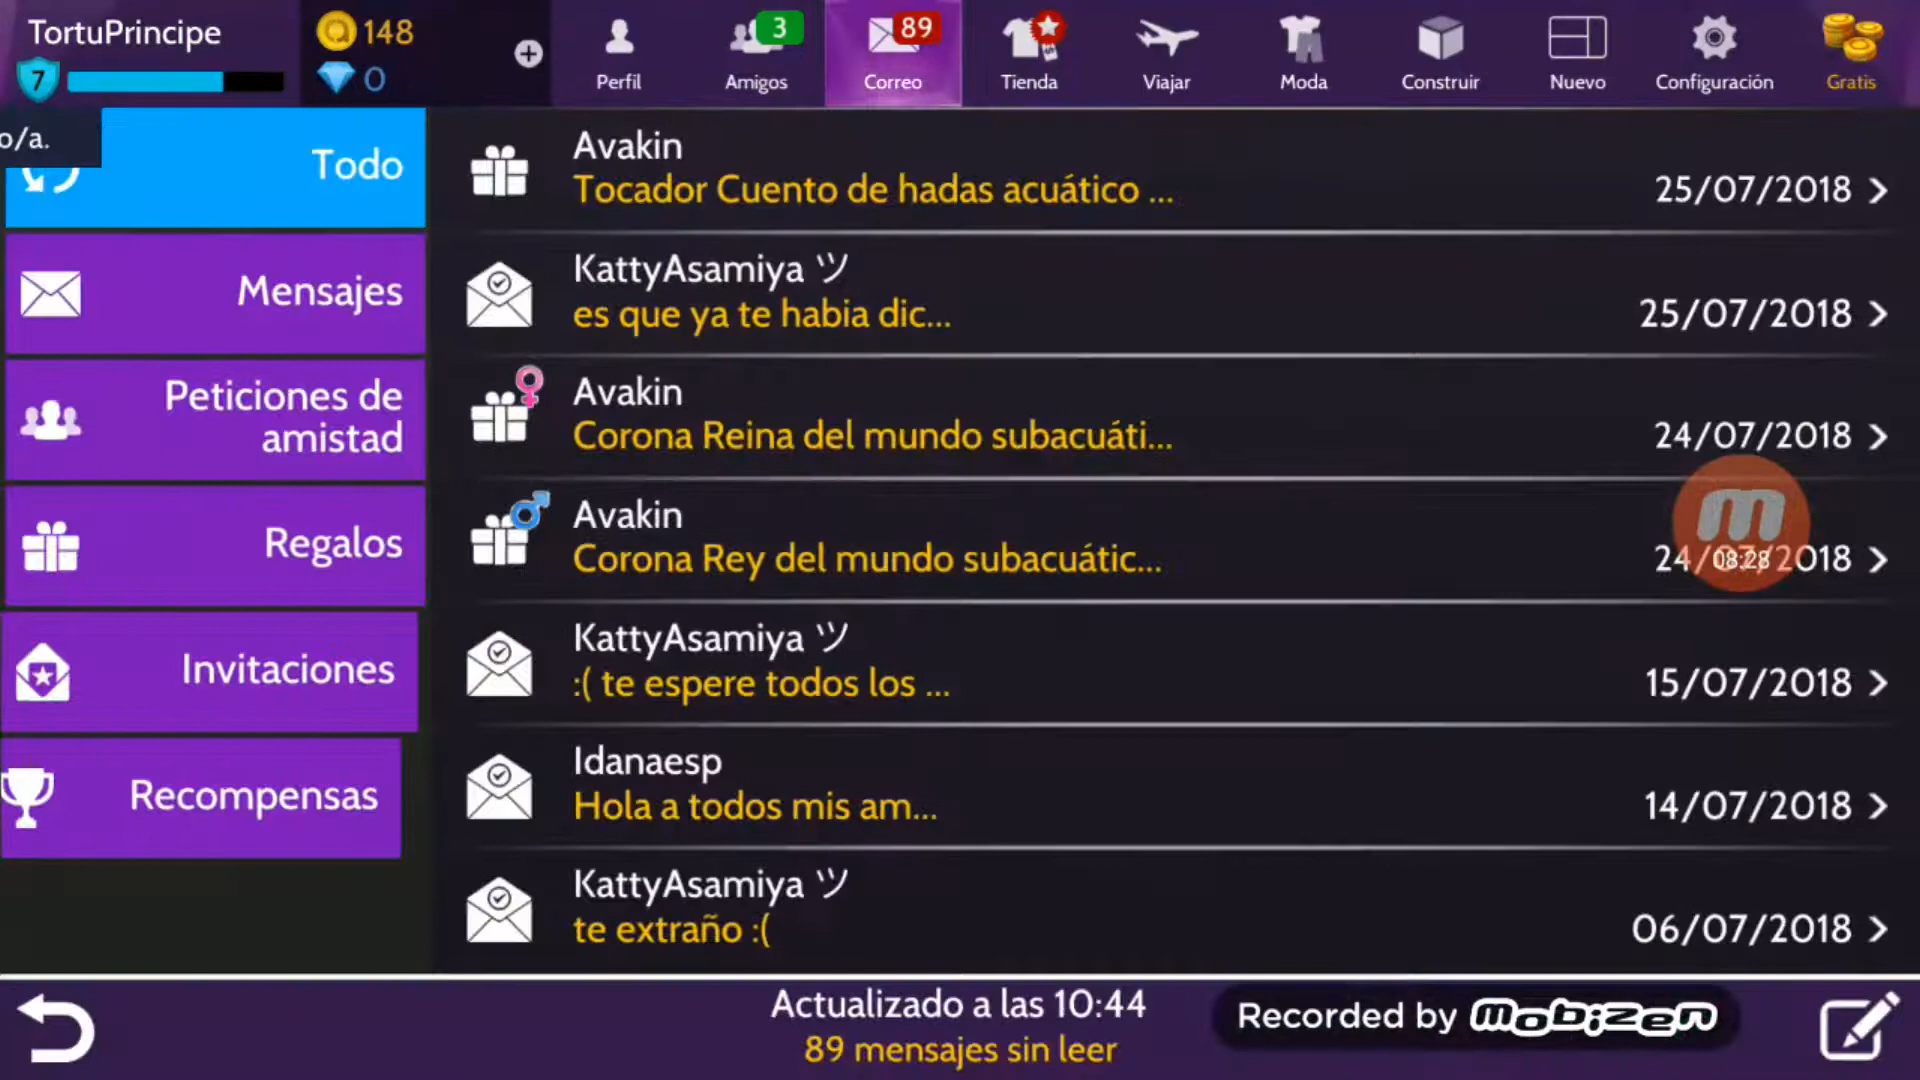 TortuPrincipe
148
7
0
3
89
Perfil
Amigos
Correo
Tienda
Viajar
Moda
Construir
Nuevo
Configuración
Gratis
o/a.
Todo
Mensajes
Peticiones de
amistad
Regalos
Invitaciones
Recompensas
Avakin
Tocador Cuento de hadas acuático ...
25/07/2018
KattyAsamiya ツ
es que ya te habia dic...
25/07/2018
Avakin
Corona Reina del mundo subacuáti...
24/07/2018
Avakin
Corona Rey del mundo subacuátic...
24/07/2018
08:28
KattyAsamiya ツ
:( te espere todos los ...
15/07/2018
Idanaesp
Hola a todos mis am...
14/07/2018
KattyAsamiya ツ
te extraño :(
06/07/2018
Actualizado a las 10:44
89 mensajes sin leer
Recorded by mobizen